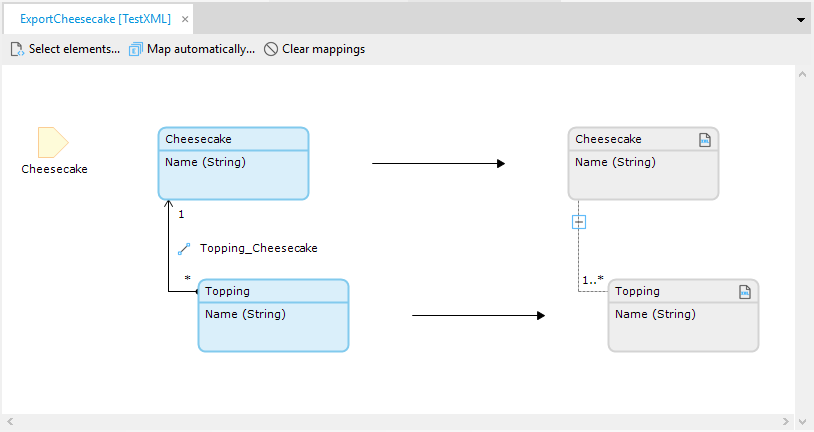 ExportCheesecake [TestXML] ×
Select elements... Map automatically... Clear mappings
Cheesecake
Cheesecake
Name (String)
1
Topping_Cheesecake
*
Topping
Name (String)
Cheesecake
Name (String)
1..*
Topping
Name (String)